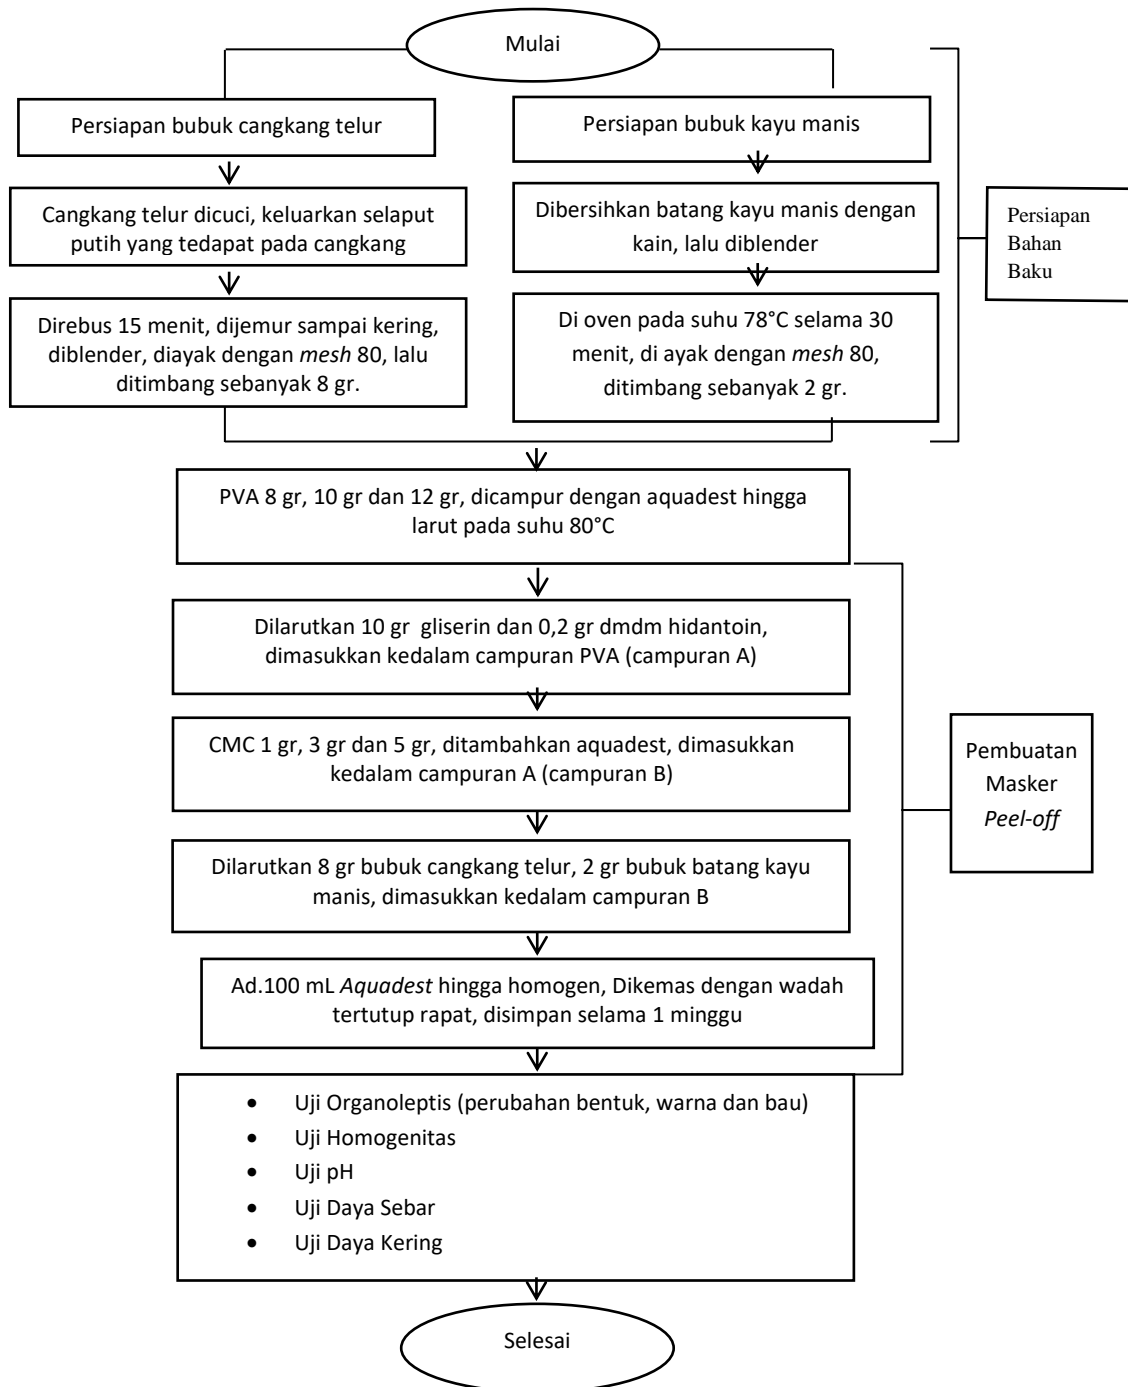 Mulai
Persiapan bubuk cangkang telur
Persiapan bubuk kayu manis
Cangkang telur dicuci, keluarkan selaput
putih yang tedapat pada cangkang
Dibersihkan batang kayu manis dengan
kain, lalu diblender
Persiapan
Bahan
Baku
Direbus 15 menit, dijemur sampai kering,
diblender, diayak dengan mesh 80, lalu
ditimbang sebanyak 8 gr.
Di oven pada suhu 78°C selama 30
menit, di ayak dengan mesh 80,
ditimbang sebanyak 2 gr.
PVA 8 gr, 10 gr dan 12 gr, dicampur dengan aquadest hingga
larut pada suhu 80°C
Dilarutkan 10 gr gliserin dan 0,2 gr dmdm hidantoin,
dimasukkan kedalam campuran PVA (campuran A)
CMC 1 gr, 3 gr dan 5 gr, ditambahkan aquadest, dimasukkan
kedalam campuran A (campuran B)
Pembuatan
Masker
Peel-off
Dilarutkan 8 gr bubuk cangkang telur, 2 gr bubuk batang kayu
manis, dimasukkan kedalam campuran B
Ad.100 mL Aquadest hingga homogen, Dikemas dengan wadah
tertutup rapat, disimpan selama 1 minggu
• Uji Organoleptis (perubahan bentuk, warna dan bau)
• Uji Homogenitas
• Uji pH
• Uji Daya Sebar
• Uji Daya Kering
Selesai